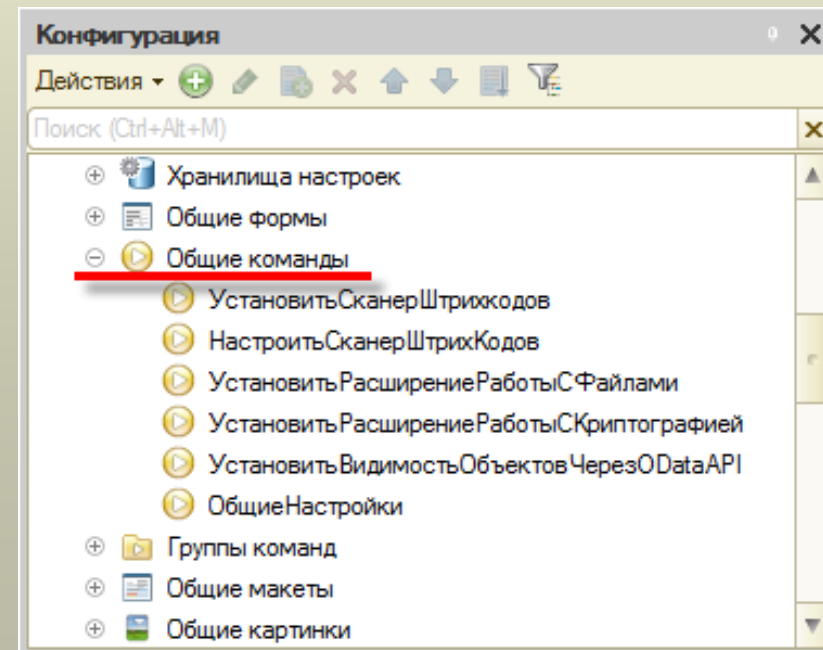 Конфигурация
Действия
Поиск (Ctrl+Alt+M)
Хранилища настроек
Общие формы
Общие команды
УстановитьСканерШтрихкодов
НастроитьСканерШтрихКодов
УстановитьРасширениеРаботыСФайлами
УстановитьРасширениеРаботыСКриптографией
УстановитьВидимостьОбъектовЧерезODataAPI
ОбщиеНастройки
Группы команд
Общие макеты
Общие картинки